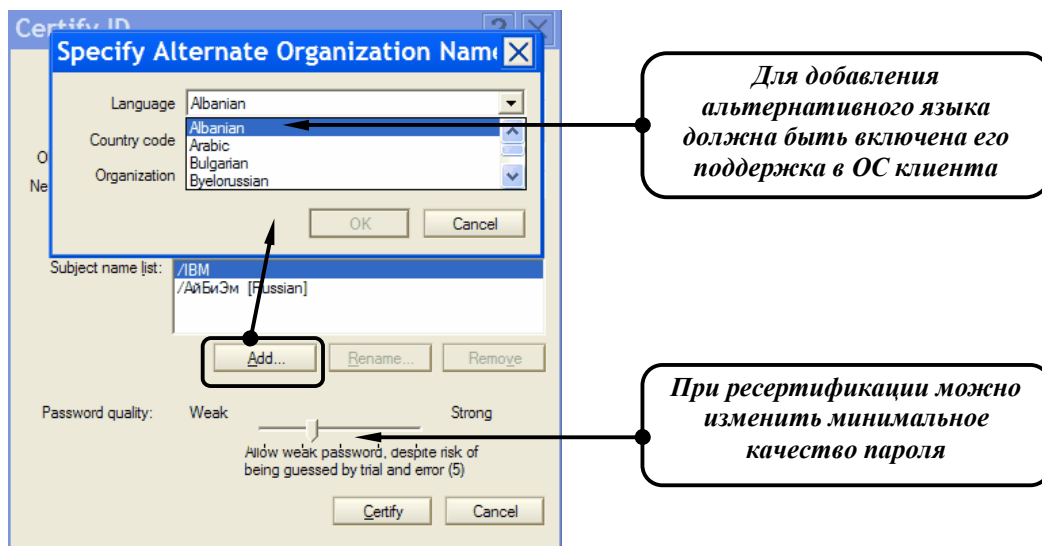 Certify ID
Specify Alternate Organization Name
Language
Albanian
Albanian
Country code
Arabic
Bulgarian
Organization
Byelorussian
O
Ne
OK
Cancel
Subject name list:
/IBM
/АйБиЭм [Russian]
Add...
Rename...
Remove
Password quality:
Weak
Strong
Allow weak password, despite risk of
being guessed by trial and error (5)
Certify
Cancel
Для добавления
альтернативного языка
должна быть включена его
поддержка в ОС клиента
При ресертификации можно
изменить минимальное
качество пароля